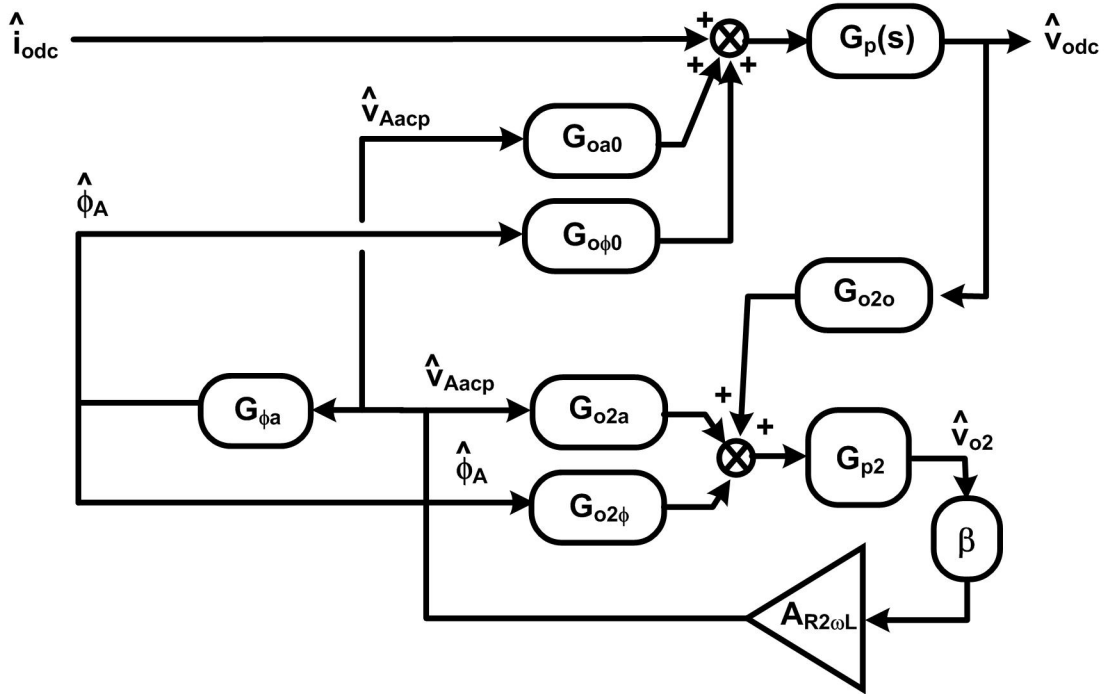 î_odc + G_p(s) v̂_odc
+ +
v̂_Aacp G_oa0
ϕ̂_A G_oϕ0
G_o2o
v̂_Aacp G_ϕa G_o2a + +
ϕ̂_A G_o2ϕ G_p2 v̂_o2
β
A_R2ωL